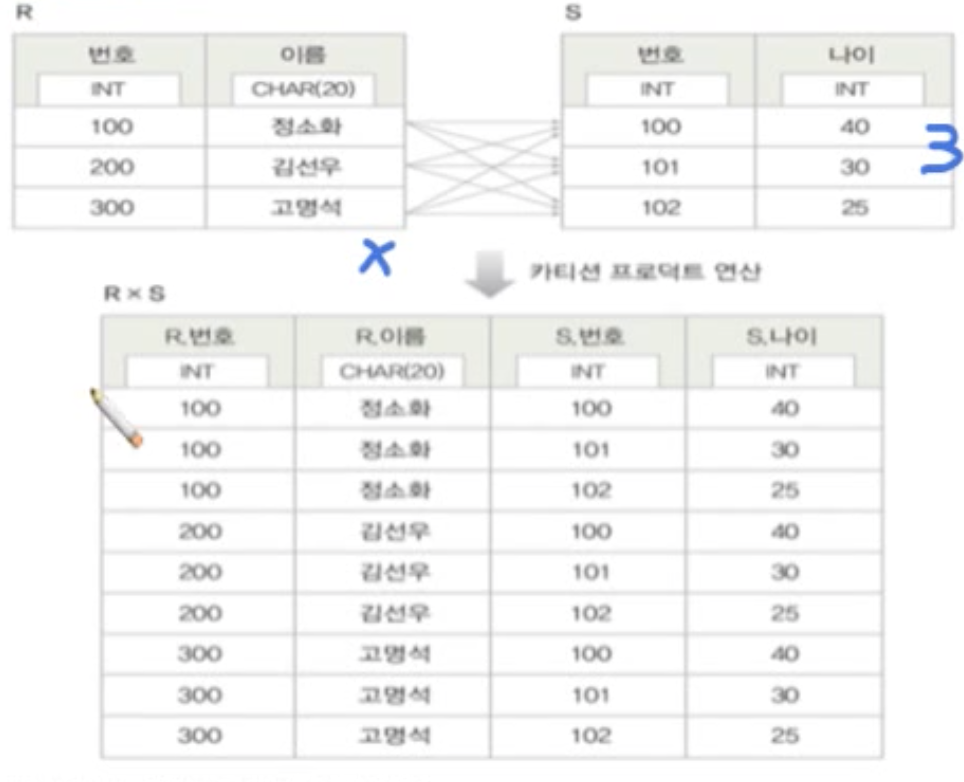 R
S
번호 이름
INT CHAR(20)
100 정소화
200 김선우
300 고명석
번호 나이
INT INT
100 40
101 30
102 25
3
x
카티션 프로덕트 연산
R × S
R.번호 R.이름 S.번호 S.나이
INT CHAR(20) INT INT
100 정소화 100 40
100 정소화 101 30
100 정소화 102 25
200 김선우 100 40
200 김선우 101 30
200 김선우 102 25
300 고명석 100 40
300 고명석 101 30
300 고명석 102 25